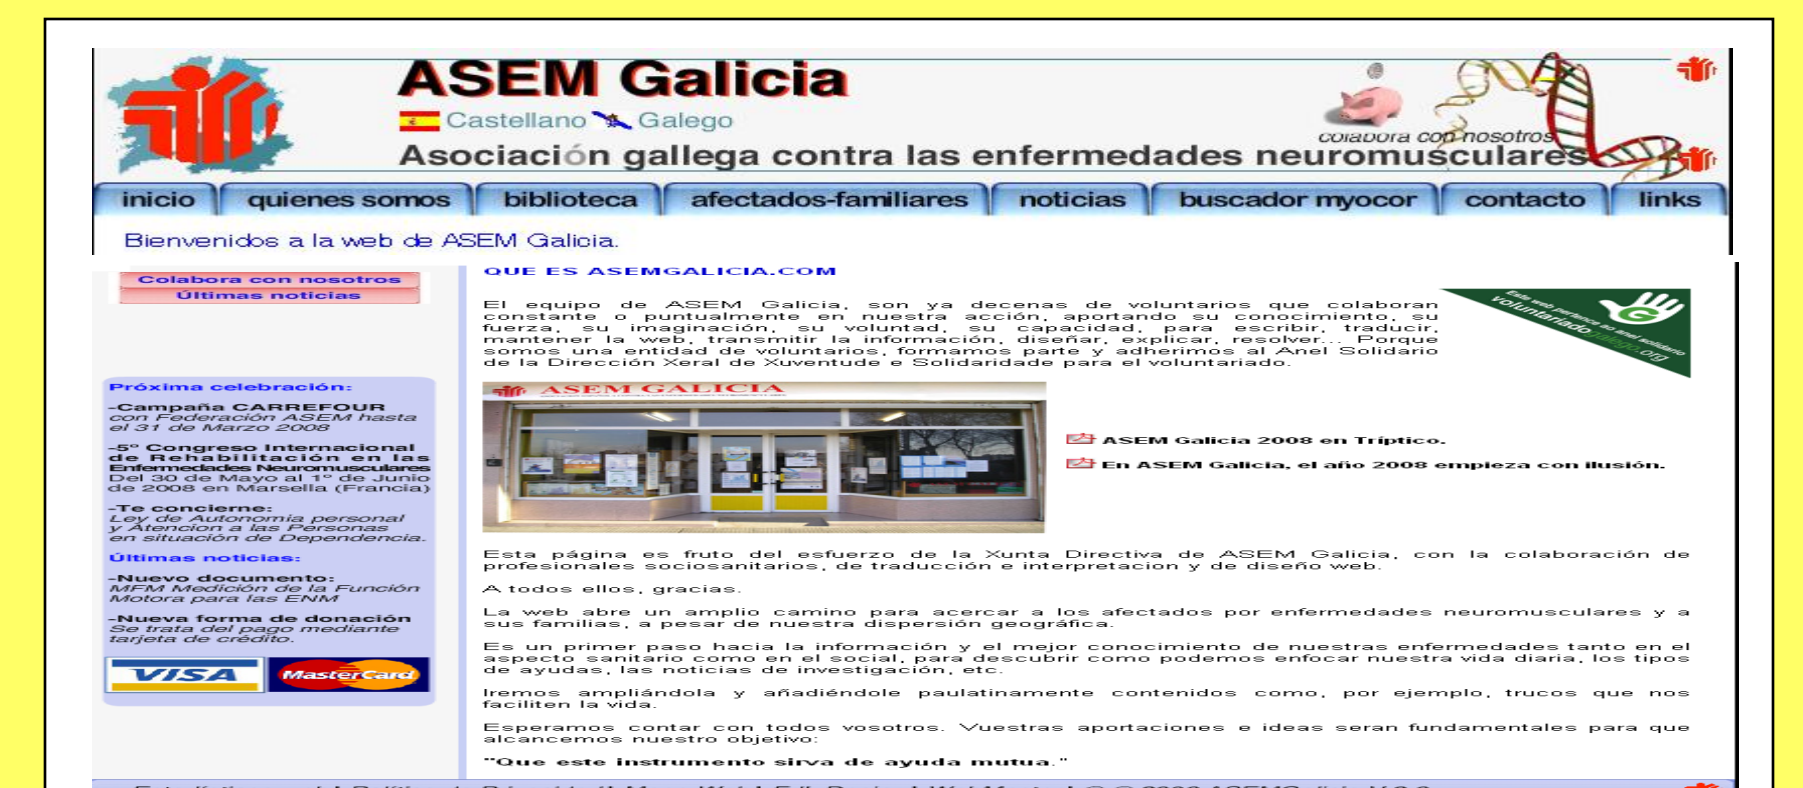 ASEM Galicia
Castellano Galego
colabora con nosotros
Asociación gallega contra las enfermedades neuromusculares
inicio quienes somos biblioteca afectados-familiares noticias buscador myocor contacto links
Bienvenidos a la web de ASEM Galicia.
Colabora con nosotros
Últimas noticias
Próxima celebración:
-Campaña CARREFOUR
con Federación ASEM hasta
el 31 de Marzo 2008
-5º Congreso Internacional
de Rehabilitación en las
Enfermedades Neuromusculares
Del 30 de Mayo al 1º de Junio
de 2008 en Marsella (Francia)
-Te concierne:
Ley de Autonomia personal
y Atencion a las Personas
en situación de Dependencia.
Últimas noticias:
-Nuevo documento:
MFM Medición de la Función
Motora para las ENM
-Nueva forma de donación
Se trata del pago mediante
tarjeta de crédito.
VISA MasterCard
QUE ES ASEMGALICIA.COM
El equipo de ASEM Galicia, son ya decenas de voluntarios que colaboran
constante o puntualmente en nuestra acción, aportando su conocimiento, su
fuerza, su imaginación, su voluntad, su capacidad, para escribir, traducir,
mantener la web, transmitir la información, diseñar, explicar, resolver... Porque
somos una entidad de voluntarios, formamos parte y adherimos al Anel Solidario
de la Dirección Xeral de Xuventude e Solidaridade para el voluntariado.
Esta web pertence ao anel solidario
voluntariadogalego.org
ASEM GALICIA
ASEM Galicia 2008 en Tríptico.
En ASEM Galicia, el año 2008 empieza con ilusión.
Esta página es fruto del esfuerzo de la Xunta Directiva de ASEM Galicia, con la colaboración de
profesionales sociosanitarios, de traducción e interpretacion y de diseño web.
A todos ellos, gracias.
La web abre un amplio camino para acercar a los afectados por enfermedades neuromusculares y a
sus familias, a pesar de nuestra dispersión geográfica.
Es un primer paso hacia la información y el mejor conocimiento de nuestras enfermedades tanto en el
aspecto sanitario como en el social, para descubrir como podemos enfocar nuestra vida diaria, los tipos
de ayudas, las noticias de investigación, etc.
Iremos ampliándola y añadiéndole paulatinamente contenidos como, por ejemplo, trucos que nos
faciliten la vida.
Esperamos contar con todos vosotros. Vuestras aportaciones e ideas seran fundamentales para que
alcancemos nuestro objetivo:
"Que este instrumento sirva de ayuda mutua."